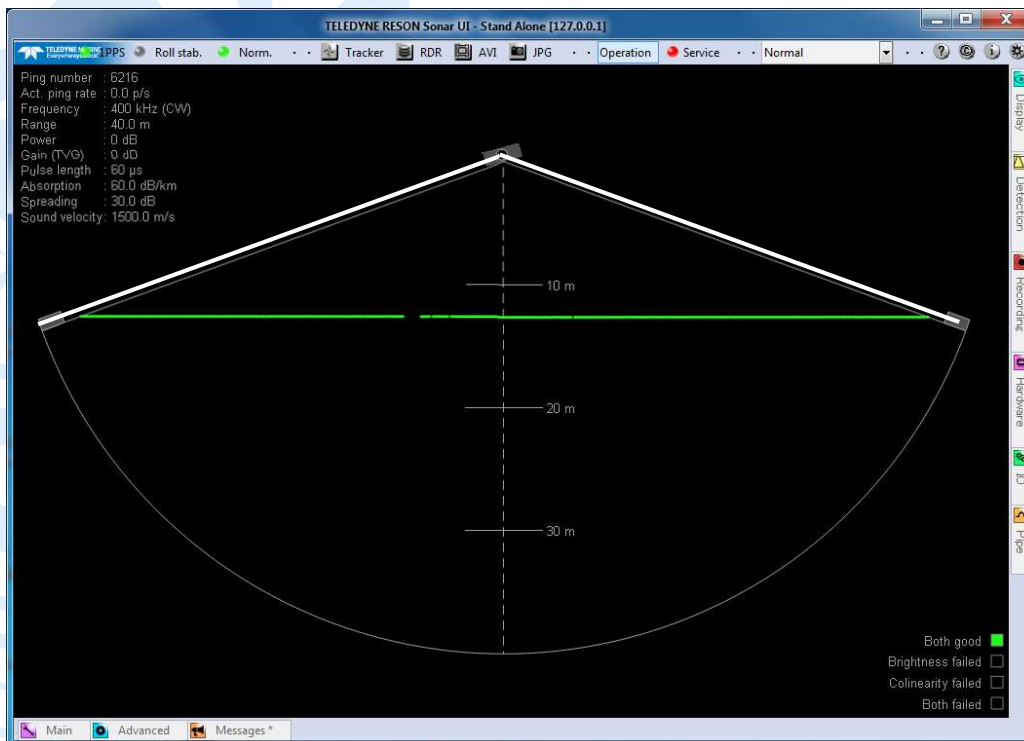 TELEDYNE RESON Sonar UI - Stand Alone [127.0.0.1]
1PPS Roll stab. Norm. Tracker RDR AVI JPG Operation Service Normal
Ping number : 6216
Act. ping rate : 0.0 p/s
Frequency : 400 kHz (CW)
Range : 40.0 m
Power : 0 dB
Gain (TVG) : 0 dD
Pulse length : 60 µs
Absorption : 60.0 dB/km
Spreading : 30.0 dB
Sound velocity: 1500.0 m/s
10 m
20 m
30 m
Display
Detection
Recording
Hardware
IO
Pipe
Both good
Brightness failed
Colinearity failed
Both failed
Main Advanced Messages *